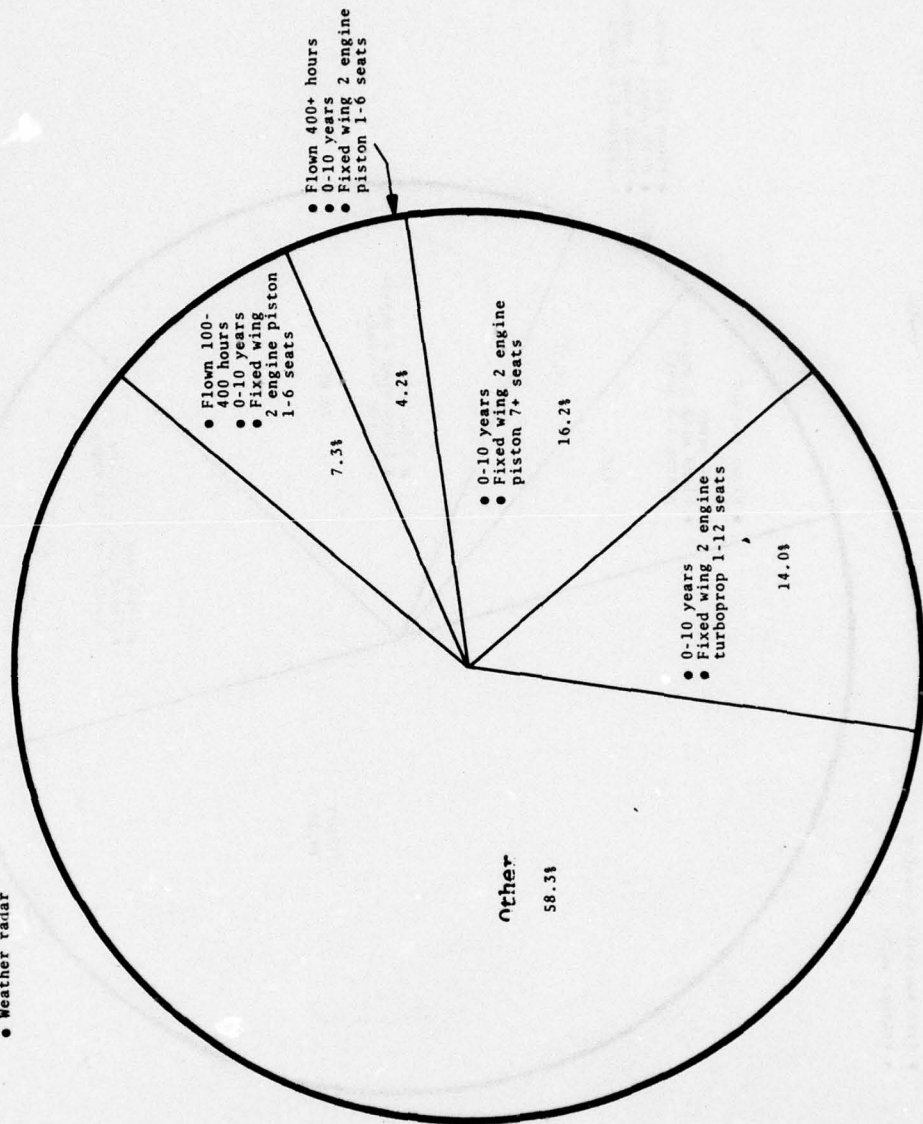 • Weather radar
• Flown 400+ hours
• 0-10 years
• Fixed wing 2 engine
piston 1-6 seats
• Flown 100-
400 hours
• 0-10 years
• Fixed wing
2 engine piston
1-6 seats
7.3%
4.2%
• 0-10 years
• Fixed wing 2 engine
piston 7+ seats
16.2%
• 0-10 years
• Fixed wing 2 engine
turboprop 1-12 seats
14.0%
Other
58.3%